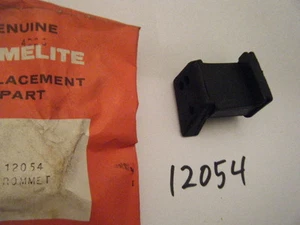 ENUINE
MELITE
LACEMENT
PART
12054
ROMMET
12054